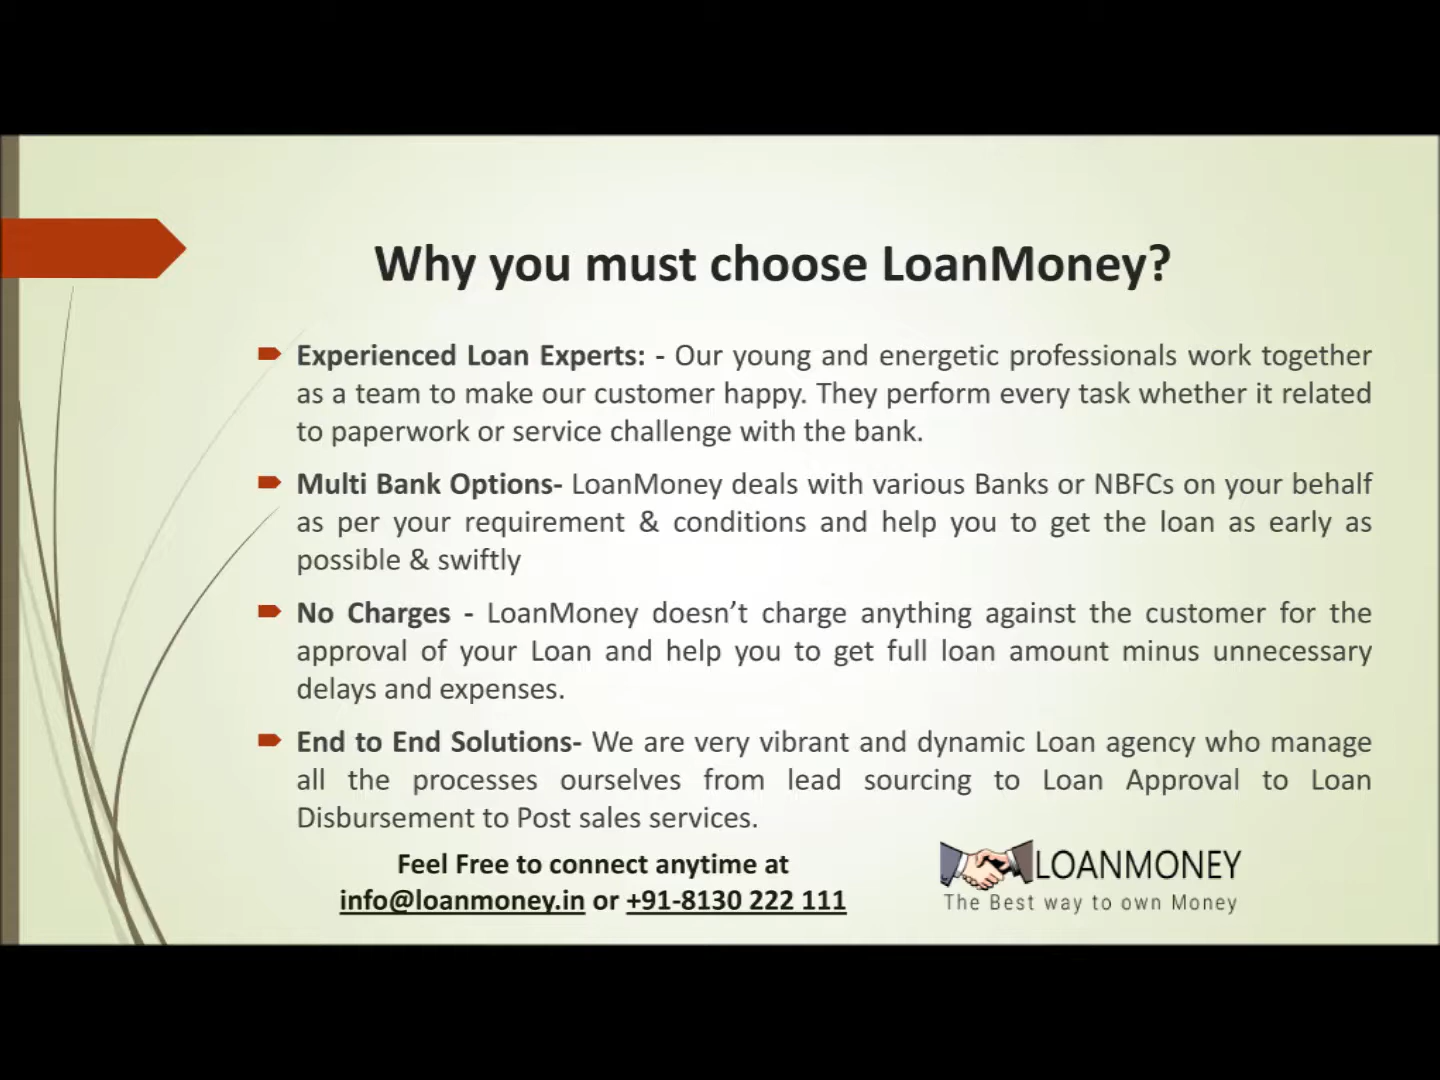 Why you must choose LoanMoney?
Experienced Loan Experts: - Our young and energetic professionals work together
as a team to make our customer happy. They perform every task whether it related
to paperwork or service challenge with the bank.
Multi Bank Options- LoanMoney deals with various Banks or NBFCs on your behalf
as per your requirement & conditions and help you to get the loan as early as
possible & swiftly
No Charges - LoanMoney doesn’t charge anything against the customer for the
approval of your Loan and help you to get full loan amount minus unnecessary
delays and expenses.
End to End Solutions- We are very vibrant and dynamic Loan agency who manage
all the processes ourselves from lead sourcing to Loan Approval to Loan
Disbursement to Post sales services.
Feel Free to connect anytime at
info@loanmoney.in or +91-8130 222 111
LOANMONEY
The Best way to own Money